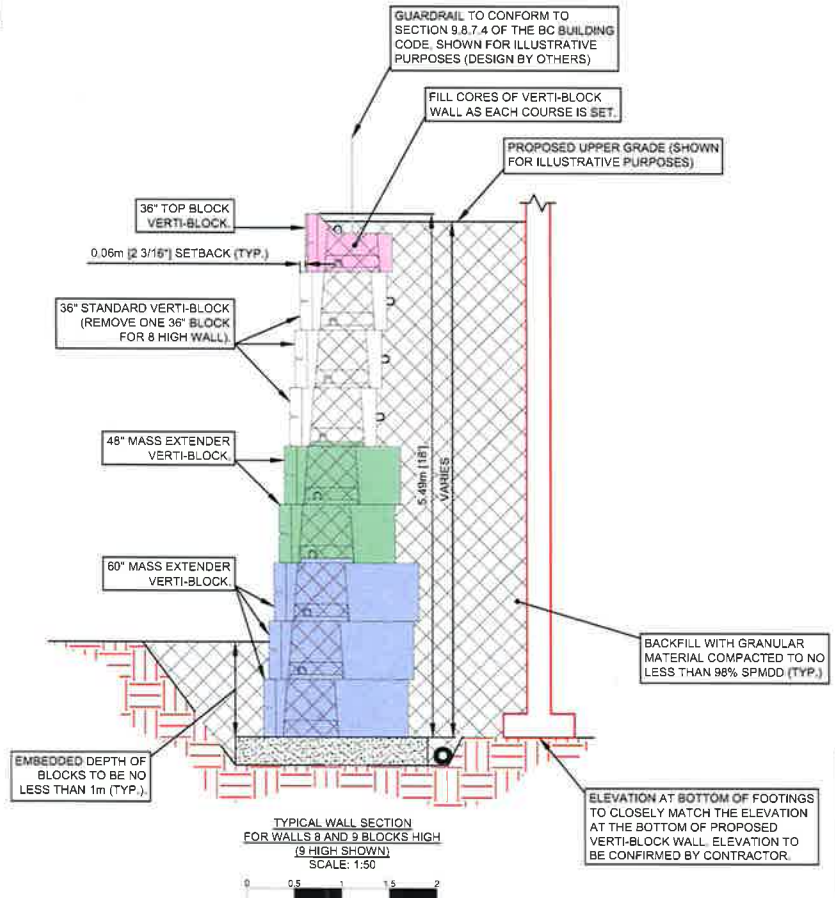 GUARDRAIL TO CONFORM TO
SECTION 9.8.7.4 OF THE BC BUILDING
CODE, SHOWN FOR ILLUSTRATIVE
PURPOSES (DESIGN BY OTHERS)
FILL CORES OF VERTI-BLOCK
WALL AS EACH COURSE IS SET.
PROPOSED UPPER GRADE (SHOWN
FOR ILLUSTRATIVE PURPOSES)
36" TOP BLOCK
VERTI-BLOCK.
0.06m [2 3/16"] SETBACK (TYP.)
36" STANDARD VERTI-BLOCK
(REMOVE ONE 36" BLOCK
FOR 8 HIGH WALL).
48" MASS EXTENDER
VERTI-BLOCK.
5.49m [18']
VARIES
60" MASS EXTENDER
VERTI-BLOCK.
BACKFILL WITH GRANULAR
MATERIAL COMPACTED TO NO
LESS THAN 98% SPMDD (TYP.)
EMBEDDED DEPTH OF
BLOCKS TO BE NO
LESS THAN 1m (TYP.).
ELEVATION AT BOTTOM OF FOOTINGS
TO CLOSELY MATCH THE ELEVATION
AT THE BOTTOM OF PROPOSED
VERTI-BLOCK WALL. ELEVATION TO
BE CONFIRMED BY CONTRACTOR.
TYPICAL WALL SECTION
FOR WALLS 8 AND 9 BLOCKS HIGH
(9 HIGH SHOWN)
SCALE: 1:50
0 0.5 1 1.5 2